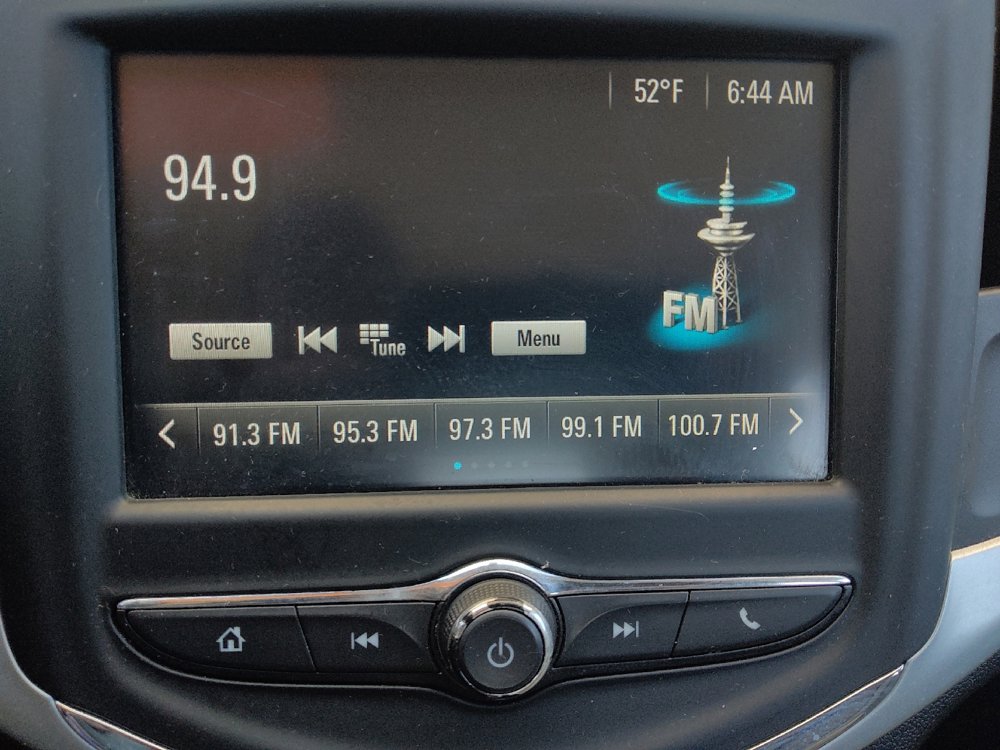 52°F 6:44 AM
94.9
FM
Source Tune Menu
91.3 FM 95.3 FM 97.3 FM 99.1 FM 100.7 FM